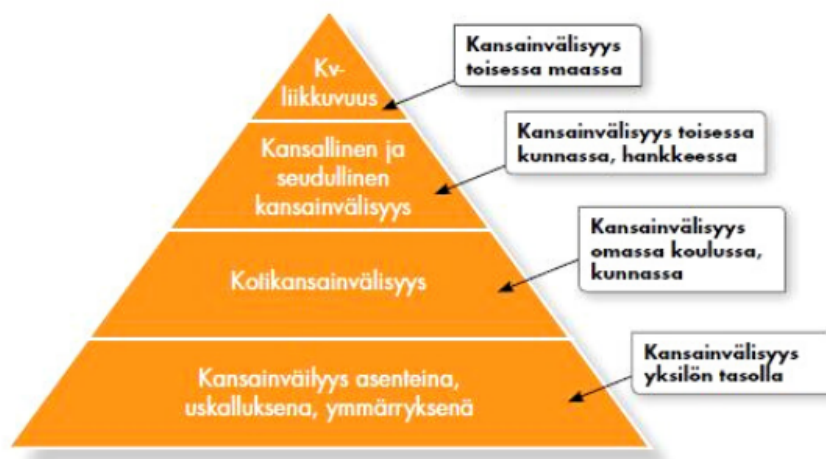 Kv-
liikkuvuus
Kansainvälisyys
toisessa maassa
Kansallinen ja
seudullinen
kansainvälisyys
Kansainvälisyys toisessa
kunnassa, hankkeessa
Kotikansainvälisyys
Kansainvälisyys
omassa koulussa,
kunnassa
Kansainväilyys asenteina,
uskalluksena, ymmärryksenä
Kansainvälisyys
yksilön tasolla